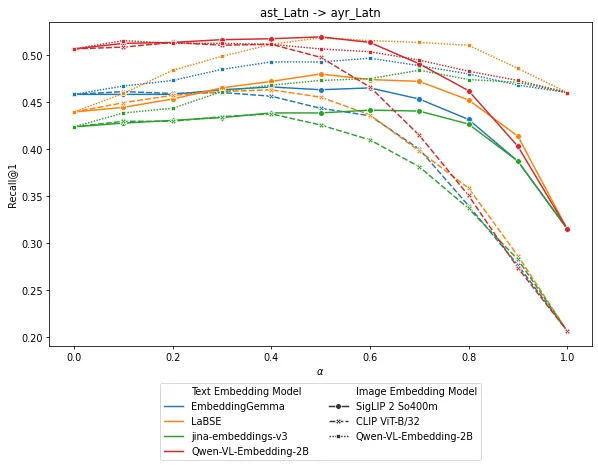 ast_Latn -> ayr_Latn
Recall@1
0.50
0.45
0.40
0.35
0.30
0.25
0.20
0.0 0.2 0.4 0.6 0.8 1.0
α
Text Embedding Model
EmbeddingGemma
LaBSE
jina-embeddings-v3
Qwen-VL-Embedding-2B
Image Embedding Model
SigLIP 2 So400m
CLIP ViT-B/32
Qwen-VL-Embedding-2B